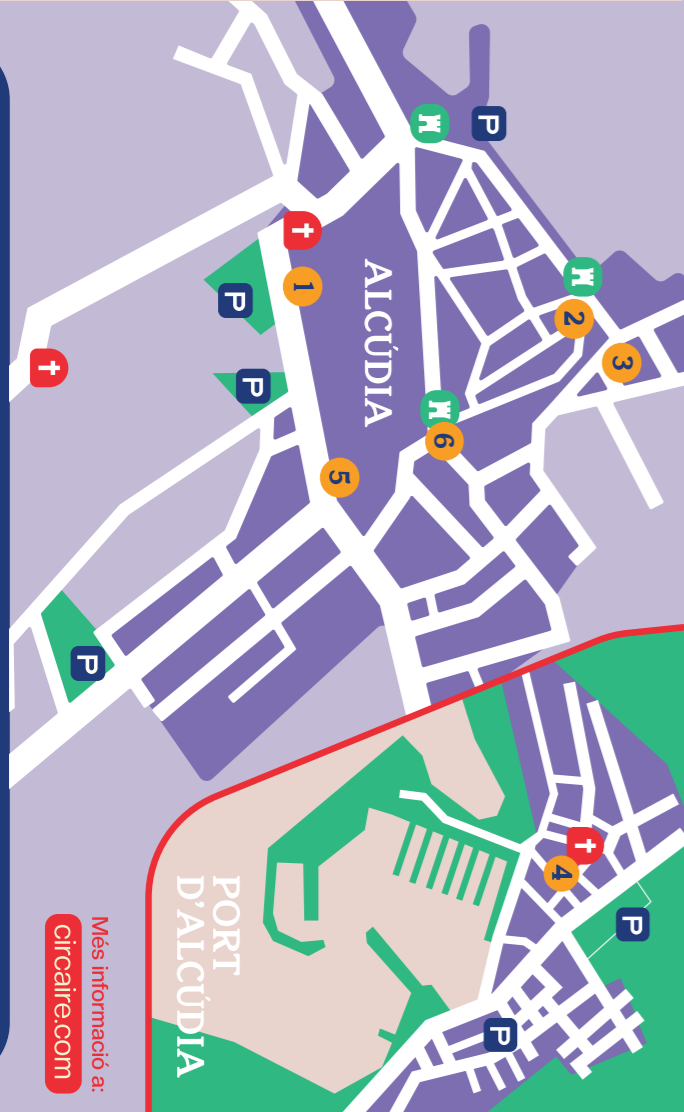 P
2
3
1
P
ALCÚDIA
P
6
5
P
4
P
P
PORT
D'ALCÚDIA
Més informació a:
circaire.com